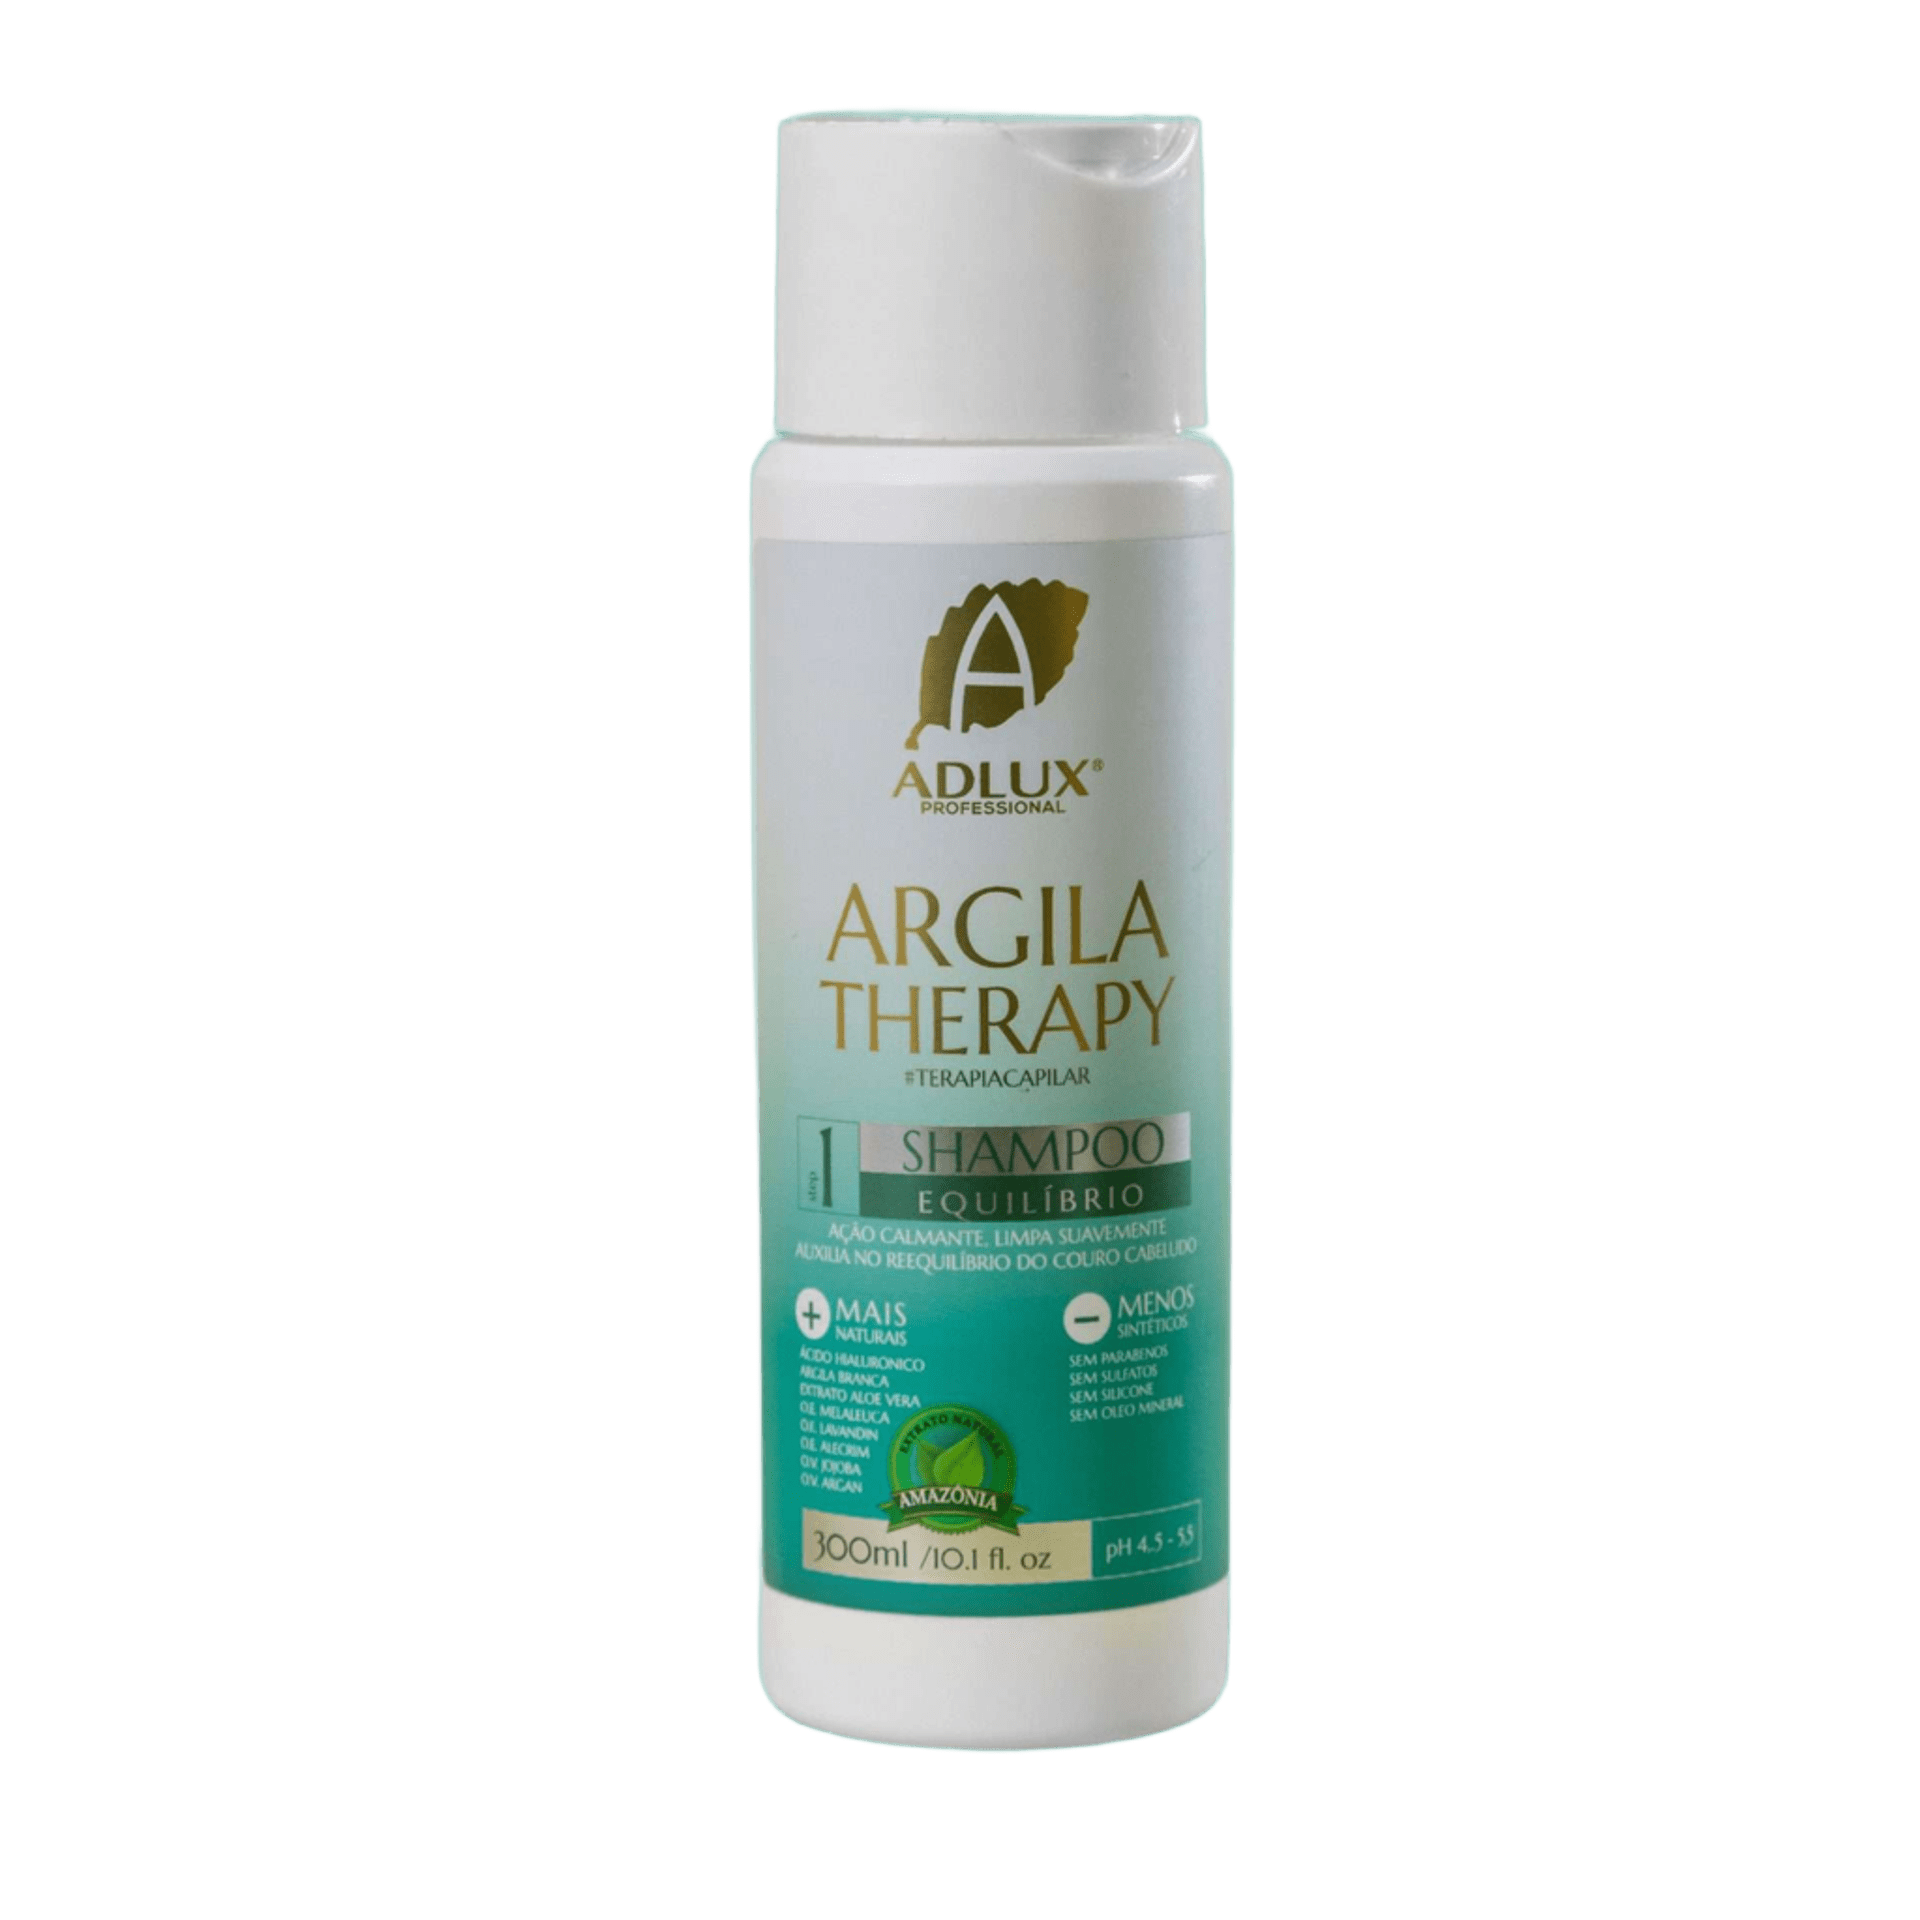 A
ADLUX®
PROFESSIONAL
ARGILA
THERAPY
#TERAPIACAPILAR
step 1
SHAMPOO
EQUILÍBRIO
AÇÃO CALMANTE, LIMPA SUAVEMENTE
AUXILIA NO REEQUILÍBRIO DO COURO CABELUDO
+ MAIS
NATURAIS
ÁCIDO HIALURONICO
ARGILA BRANCA
EXTRATO ALOE VERA
O.E. MELALEUCA
O.E. LAVANDIN
O.E. ALECRIM
O.V. JOJOBA
O.V. ARGAN
- MENOS
SINTÉTICOS
SEM PARABENOS
SEM SULFATOS
SEM SILICONE
SEM OLEO MINERAL
EXTRATO NATURAL
AMAZÔNIA
300ml /10.1 fl. oz
pH 4.5 - 5,5